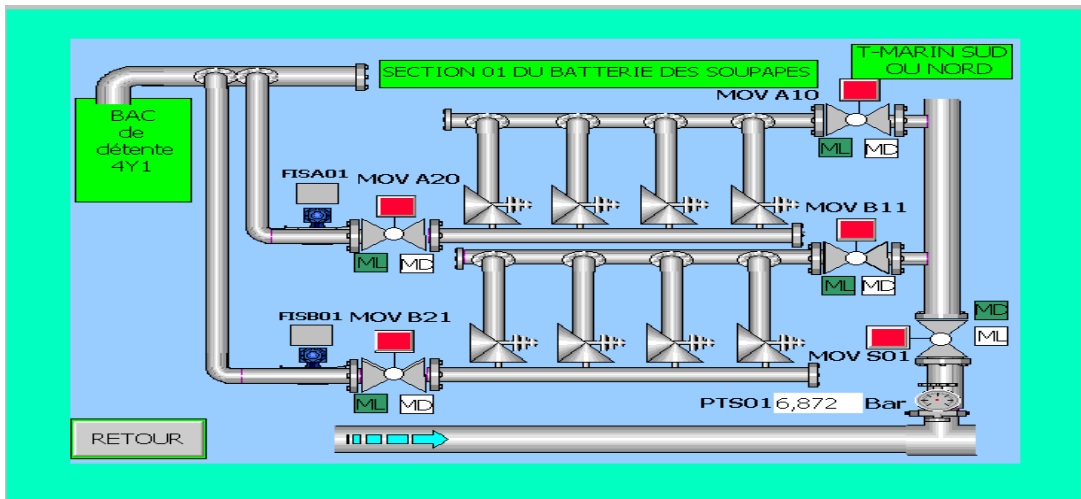 T-MARIN SUD
OU NORD
SECTION 01 DU BATTERIE DES SOUPAPES
MOV A10
BAC
de
détente
4Y1
ML MD
FISA01
MOV A20
MOV B11
ML MD
ML MD
FISB01
MOV B21
MD
ML
MOV S01
ML MD
PTS01 6,872 Bar
RETOUR